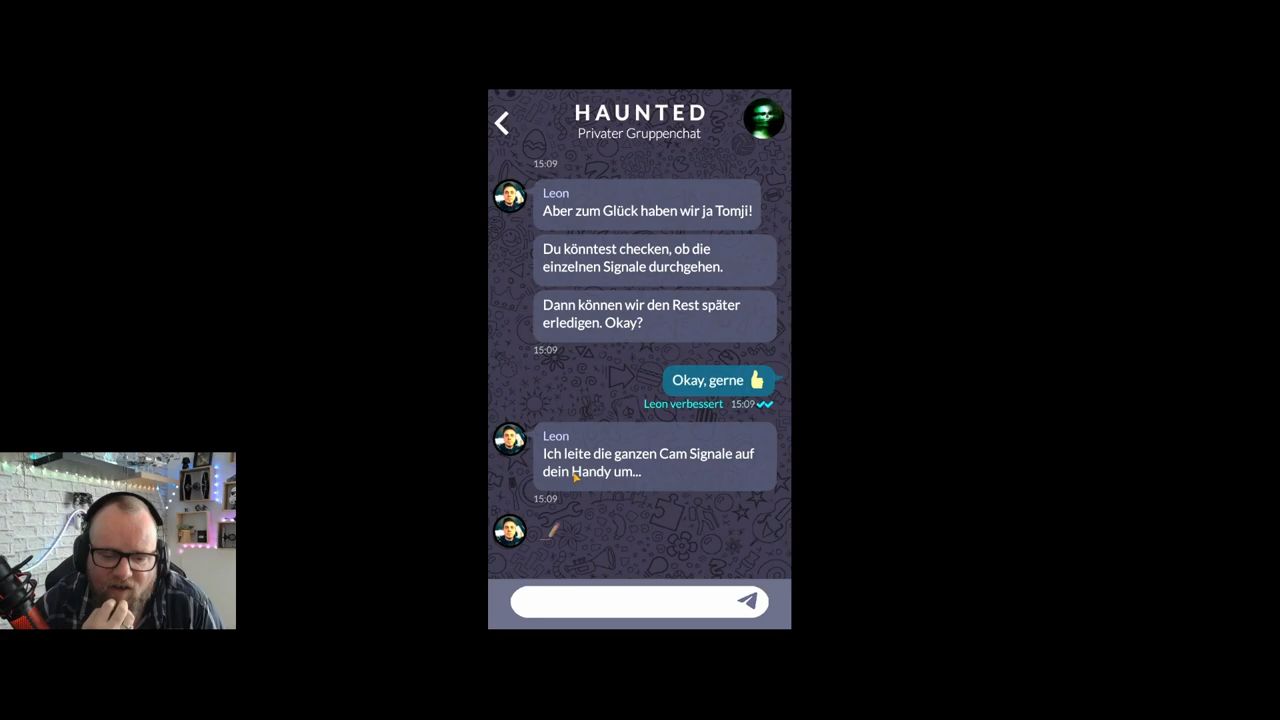 HAUNTED
Privater Gruppenchat
15:09
Leon
Aber zum Glück haben wir ja Tomji!
Du könntest checken, ob die
einzelnen Signale durchgehen.
Dann können wir den Rest später
erledigen. Okay?
15:09
Okay, gerne 👍
Leon verbessert 15:09
Leon
Ich leite die ganzen Cam Signale auf
dein Handy um...
15:09